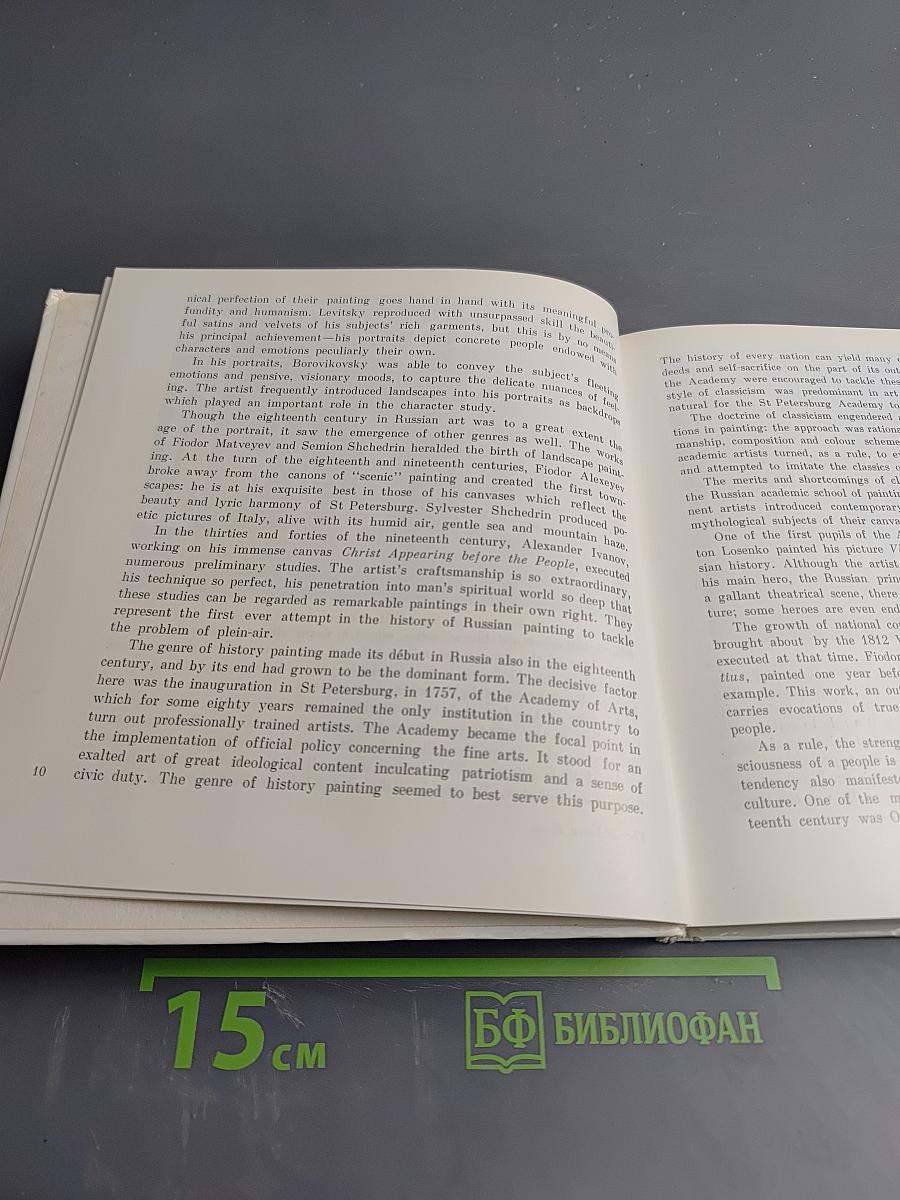 nical perfection of their painting goes hand in hand with its meaningful pro-
fundity and humanism. Levitsky reproduced with unsurpassed skill the beauti-
ful satins and velvets of his subjects' rich garments, but this is by no means
his principal achievement—his portraits depict concrete people endowed with
characters and emotions peculiarly their own.
In his portraits, Borovikovsky was able to convey the subject's fleeting
emotions and pensive, visionary moods, to capture the delicate nuances of feel-
ing. The artist frequently introduced landscapes into his portraits as backdrops
which played an important role in the character study.
Though the eighteenth century in Russian art was to a great extent the
age of the portrait, it saw the emergence of other genres as well. The works
of Fiodor Matveyev and Semion Shchedrin heralded the birth of landscape paint-
ing. At the turn of the eighteenth and nineteenth centuries, Fiodor Alexeyev
broke away from the canons of "scenic" painting and created the first town-
scapes: he is at his exquisite best in those of his canvases which reflect the
beauty and lyric harmony of St Petersburg. Sylvester Shchedrin produced po-
etic pictures of Italy, alive with its humid air, gentle sea and mountain haze.
In the thirties and forties of the nineteenth century, Alexander Ivanov,
working on his immense canvas Christ Appearing before the People, executed
numerous preliminary studies. The artist's craftsmanship is so extraordinary,
his technique so perfect, his penetration into man's spiritual world so deep that
these studies can be regarded as remarkable paintings in their own right. They
represent the first ever attempt in the history of Russian painting to tackle
the problem of plein-air.
The genre of history painting made its début in Russia also in the eighteenth
century, and by its end had grown to be the dominant form. The decisive factor
here was the inauguration in St Petersburg, in 1757, of the Academy of Arts,
which for some eighty years remained the only institution in the country to
turn out professionally trained artists. The Academy became the focal point in
the implementation of official policy concerning the fine arts. It stood for an
exalted art of great ideological content inculcating patriotism and a sense of
civic duty. The genre of history painting seemed to best serve this purpose.
10
The history of every nation can yield many
deeds and self-sacrifice on the part of its out
the Academy were encouraged to tackle thes
style of classicism was predominant in art
natural for the St Petersburg Academy to
The doctrine of classicism engendered
tions in painting: the approach was rationa
manship, composition and colour scheme
academic artists turned, as a rule, to e
and attempted to imitate the classics o
The merits and shortcomings of cl
the Russian academic school of paintin
nent artists introduced contemporary
mythological subjects of their canva
One of the first pupils of the A
ton Losenko painted his picture Vl
sian history. Although the artist
his main hero, the Russian prin
a gallant theatrical scene, there
ture; some heroes are even end
The growth of national co
brought about by the 1812 W
executed at that time. Fiodor
tius, painted one year befo
example. This work, an out
carries evocations of true
people.
As a rule, the streng
sciousness of a people is
tendency also manifeste
culture. One of the m
teenth century was O
15 см
БФ БИБЛИОФАН